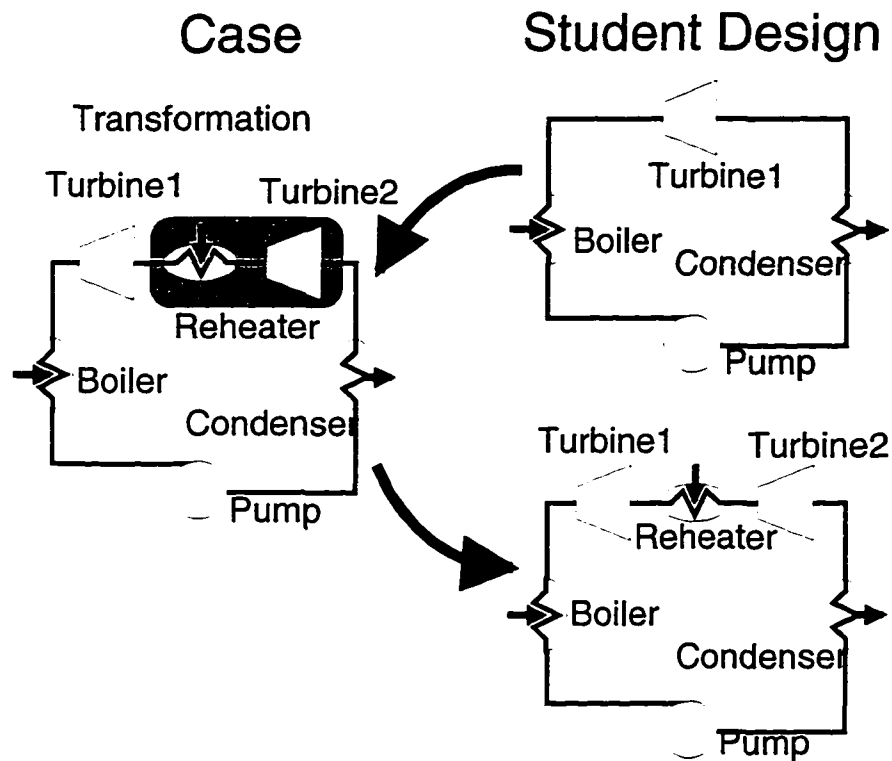 Case
Student Design
Transformation
Turbine1
Turbine2
Reheater
Boiler
Condenser
Pump
Turbine1
Boiler
Condenser
Pump
Turbine1
Turbine2
Reheater
Boiler
Condenser
Pump